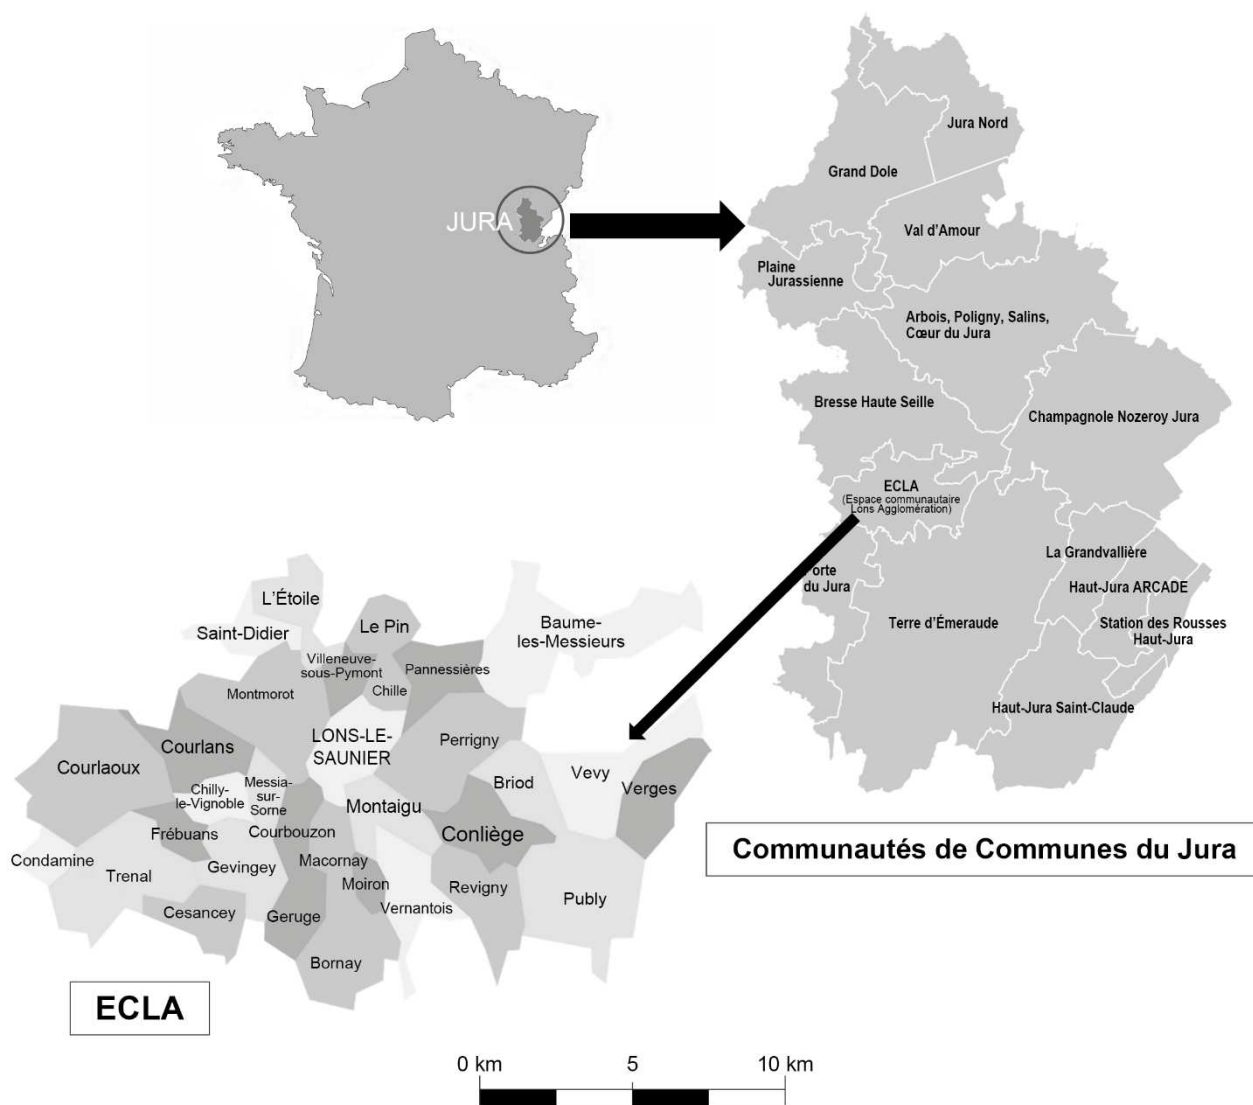 JURA
Jura Nord
Grand Dole
Val d'Amour
Plaine
Jurassienne
Arbois, Poligny, Salins,
Cœur du Jura
Bresse Haute Seille
Champagnole Nozeroy Jura
ECLA
(Espace communautaire
Lons Agglomération)
La Grandvallière
Porte
du Jura
Haut-Jura ARCADE
Terre d'Émeraude
Station des Rousses
Haut-Jura
Haut-Jura Saint-Claude
Communautés de Communes du Jura
L'Étoile
Saint-Didier
Le Pin
Baume-
les-Messieurs
Villeneuve-
sous-Pymont
Pannessières
Montmorot
Chille
LONS-LE-
SAUNIER
Perrigny
Courlans
Courlaoux
Vevy
Briod
Verges
Chilly-
le-Vignoble
Messia-
sur-
Sorne
Montaigu
Frébuans
Courbouzon
Conliège
Condamine
Trenal
Gevingey
Macornay
Moiron
Revigny
Publy
Vernantois
Cesancey
Geruge
Bornay
ECLA
0 km
5
10 km